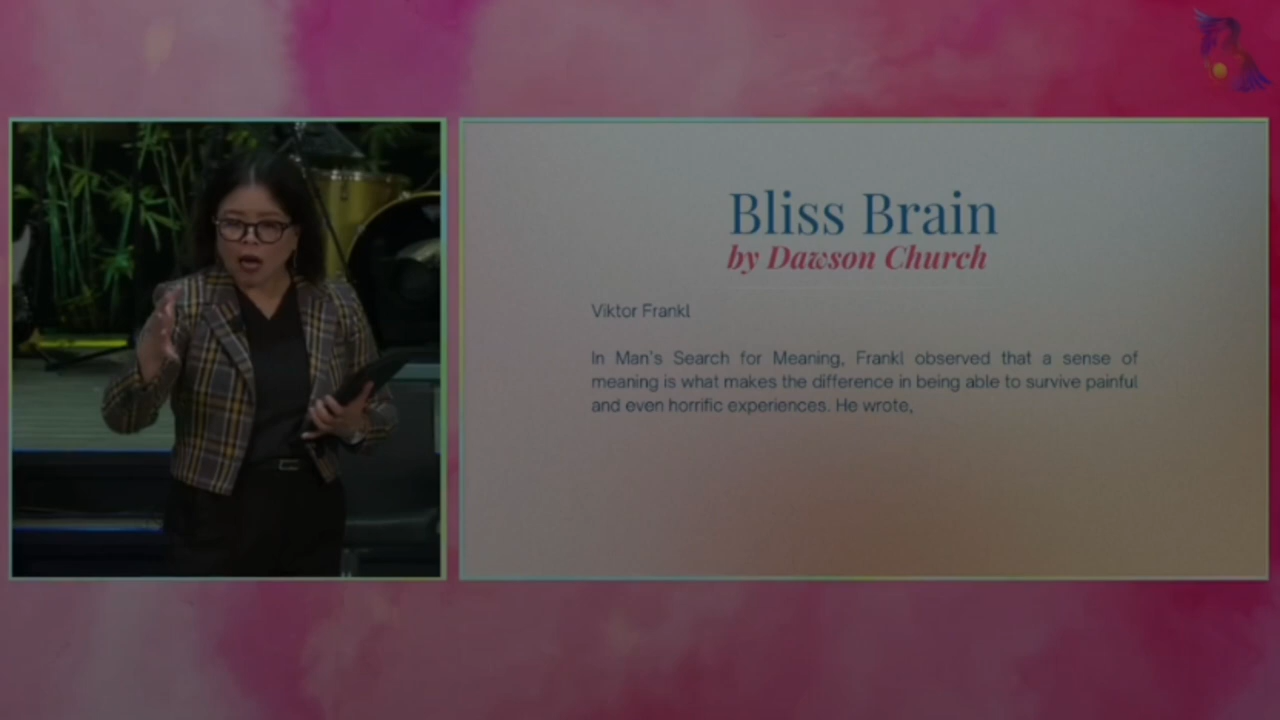 Bliss Brain
by Dawson Church
Viktor Frankl
In Man's Search for Meaning, Frankl observed that a sense of
meaning is what makes the difference in being able to survive painful
and even horrific experiences. He wrote,